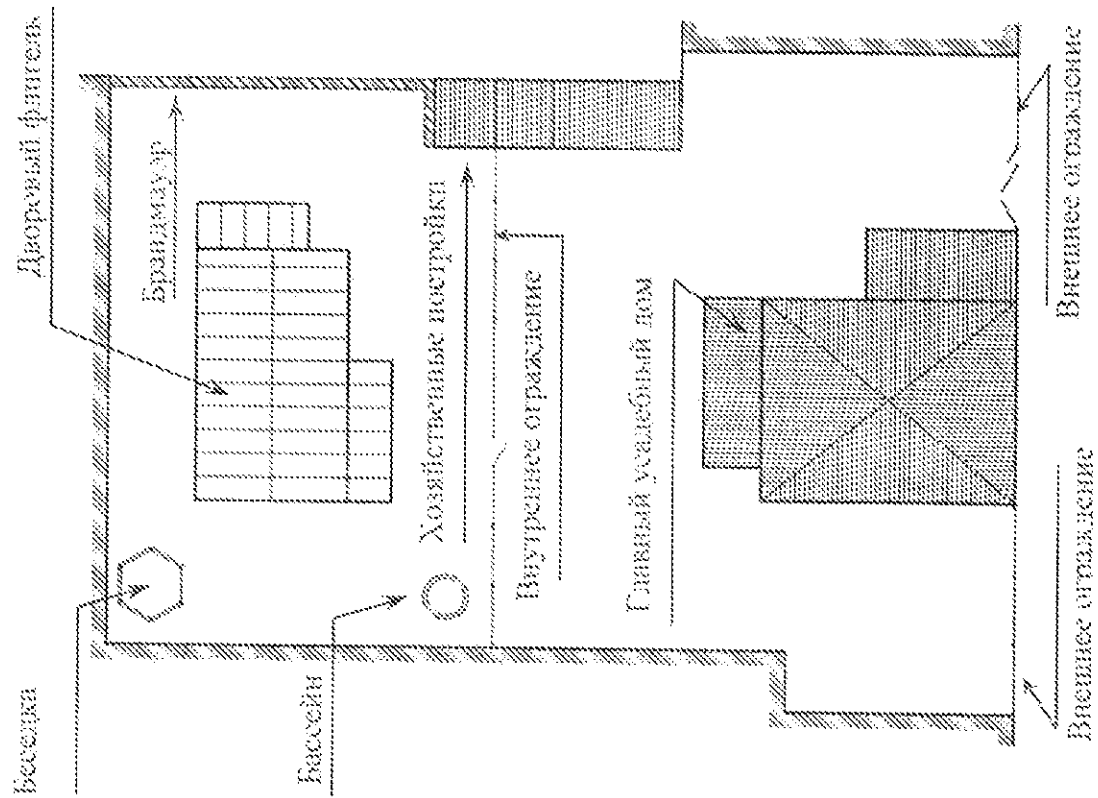 Дворовый флигель
Брандмауэр
Хозяйственные постройки
Внутреннее ограждение
Главный усадебный дом
Внешнее ограждение
Внешнее ограждение
Беседка
Бассейн